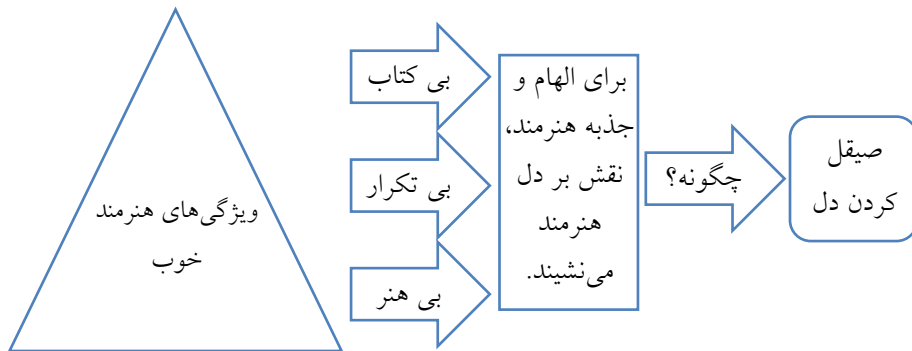 ویژگی‌های هنرمند
خوب
بی کتاب
بی تکرار
بی هنر
برای الهام و
جذبه هنرمند،
نقش بر دل
هنرمند
می‌نشیند.
چگونه؟
صیقل
کردن دل